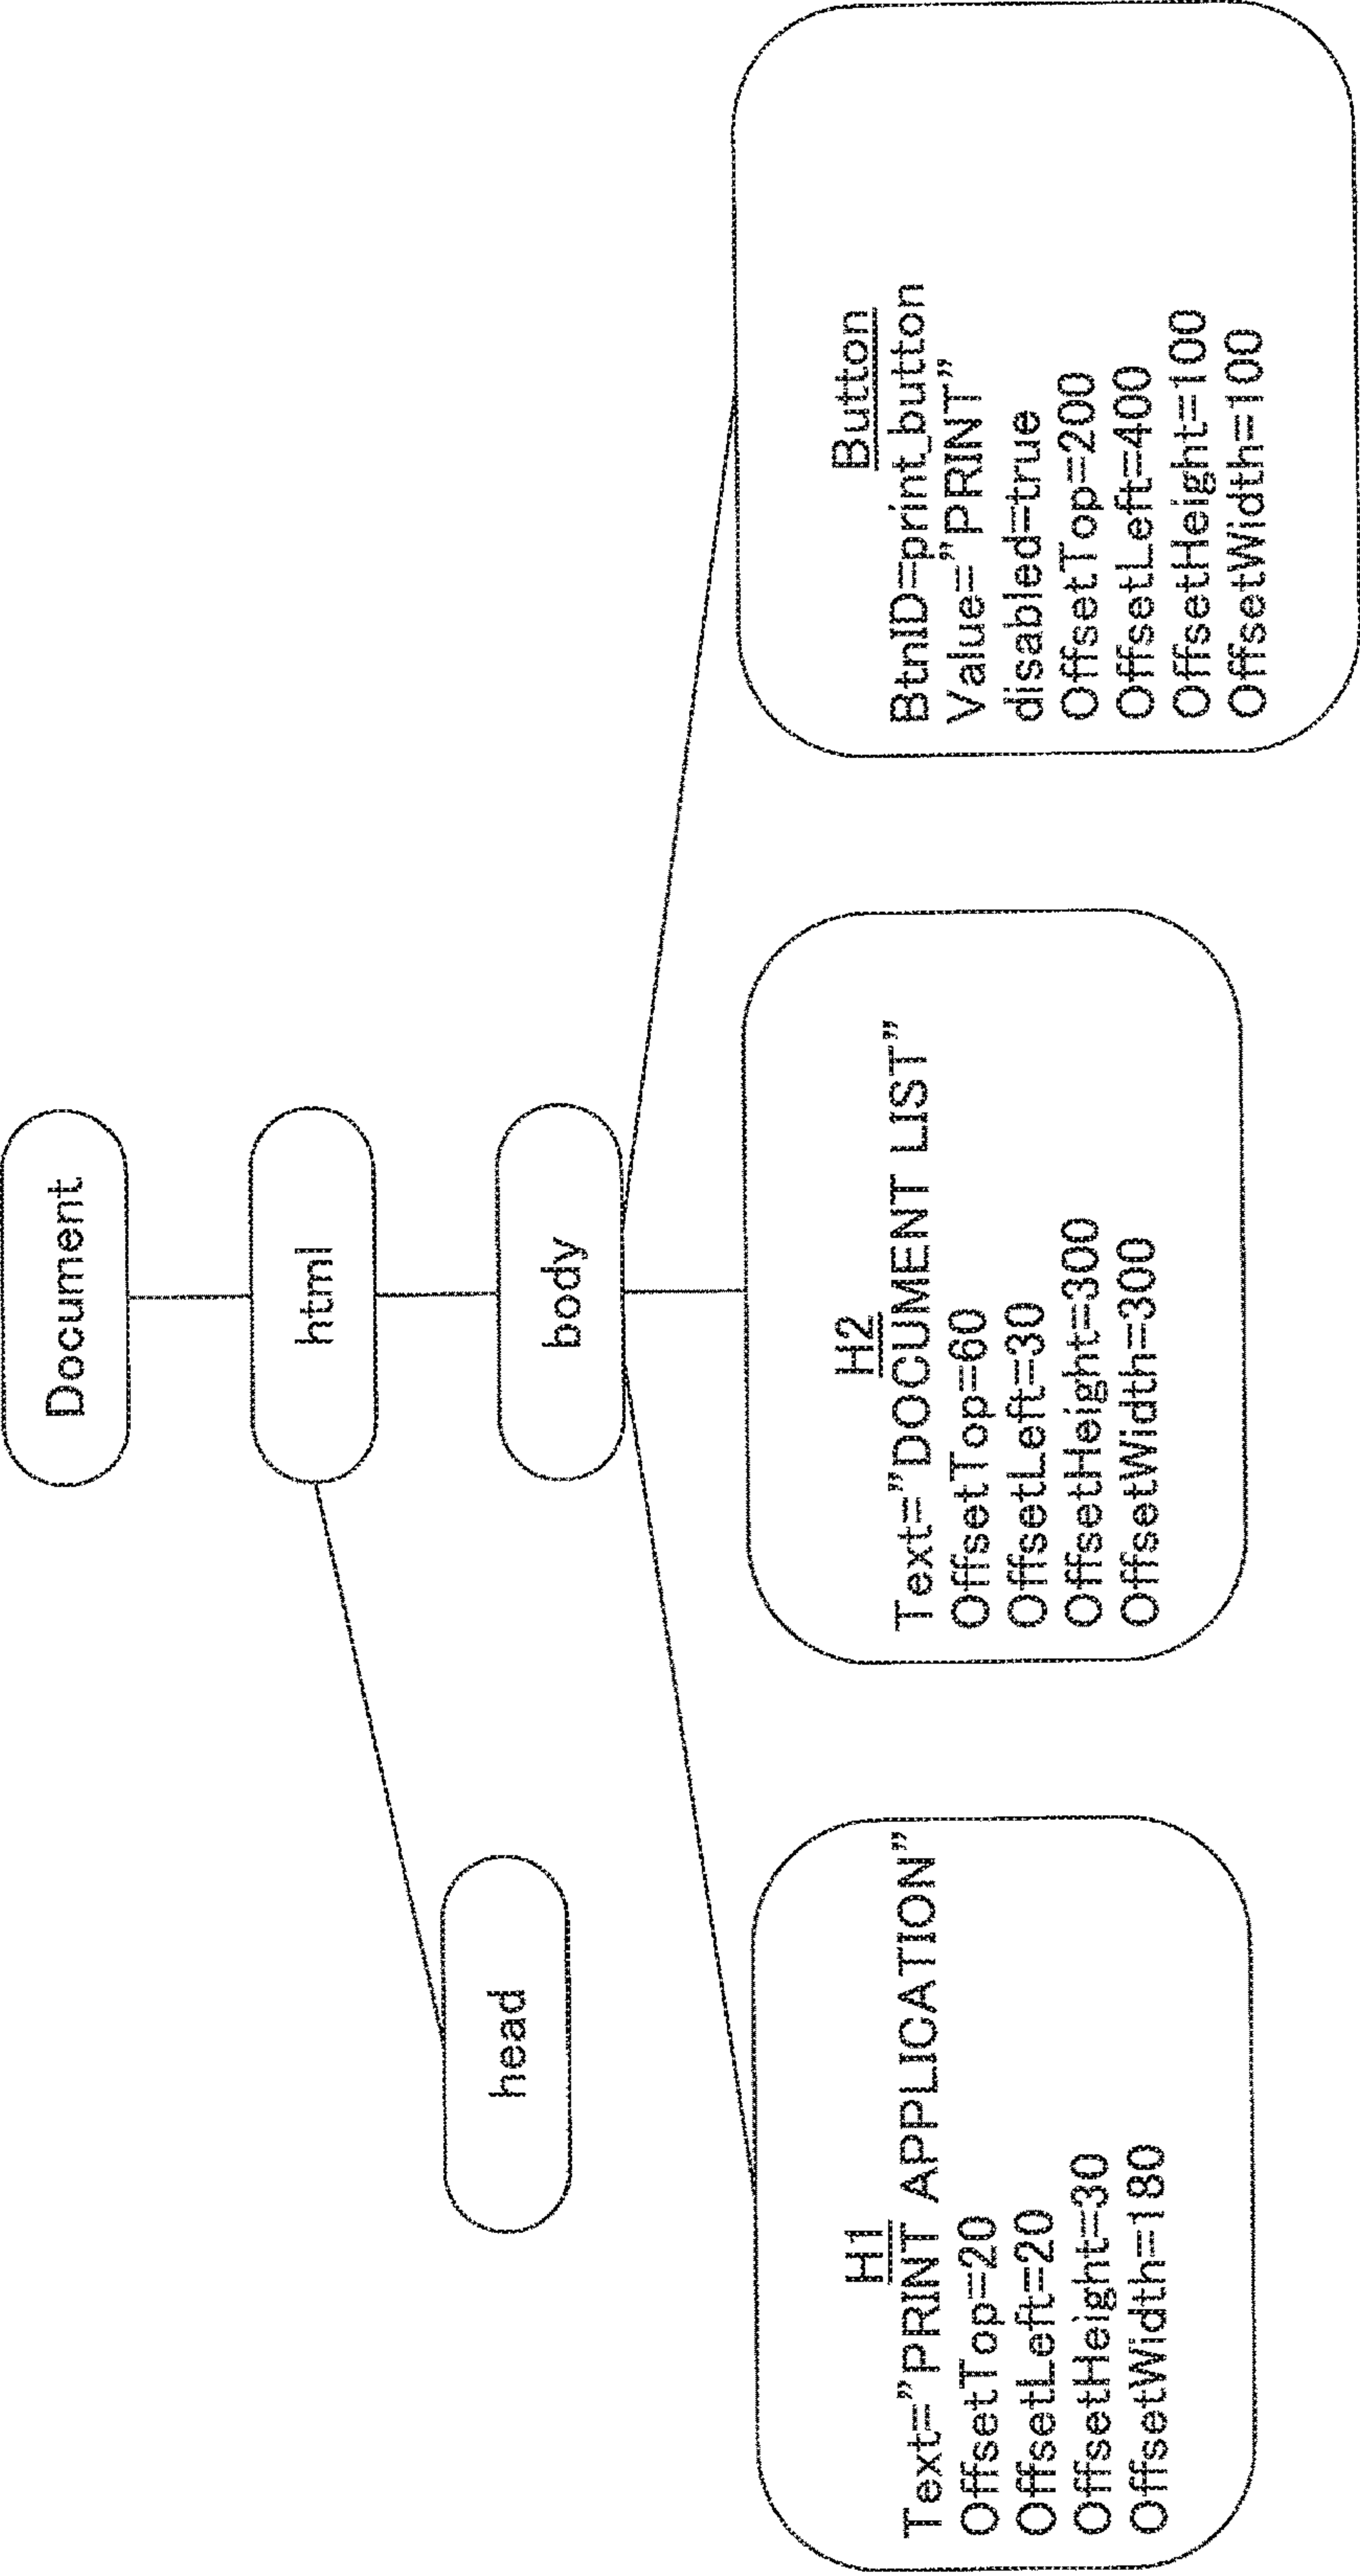 Document
html
head
body
H1
Text="PRINT APPLICATION"
OffsetTop=20
OffsetLeft=20
OffsetHeight=30
OffsetWidth=180
H2
Text="DOCUMENT LIST"
OffsetTop=60
OffsetLeft=30
OffsetHeight=300
OffsetWidth=300
Button
BtnID=print_button
Value="PRINT"
disabled=true
OffsetTop=200
OffsetLeft=400
OffsetHeight=100
OffsetWidth=100